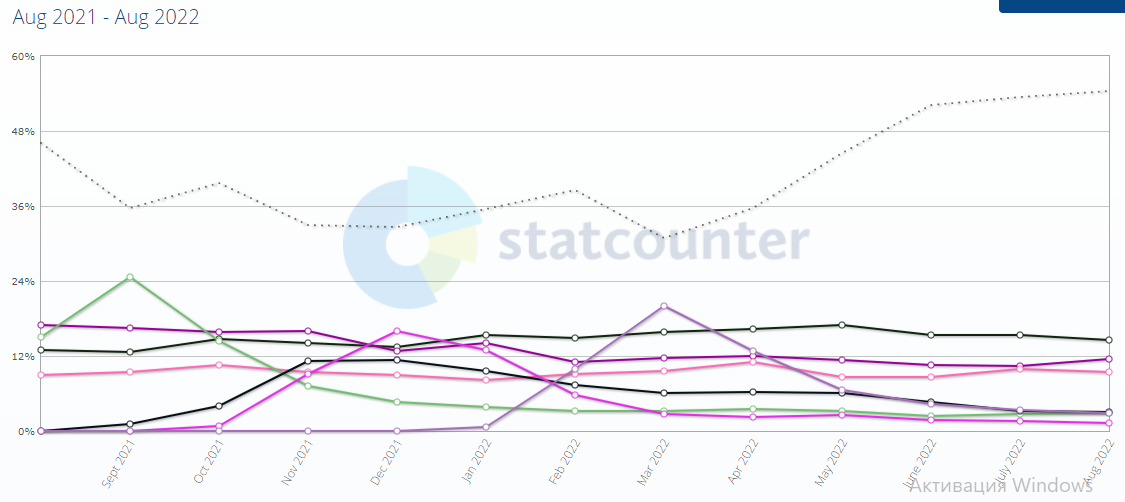 Aug 2021 - Aug 2022
60%
48%
36%
24%
12%
0%
statcounter
Sept 2021
Oct 2021
Nov 2021
Dec 2021
Jan 2022
Feb 2022
Mar 2022
Apr 2022
May 2022
June 2022
July 2022
Aug 2022
Активация Windows